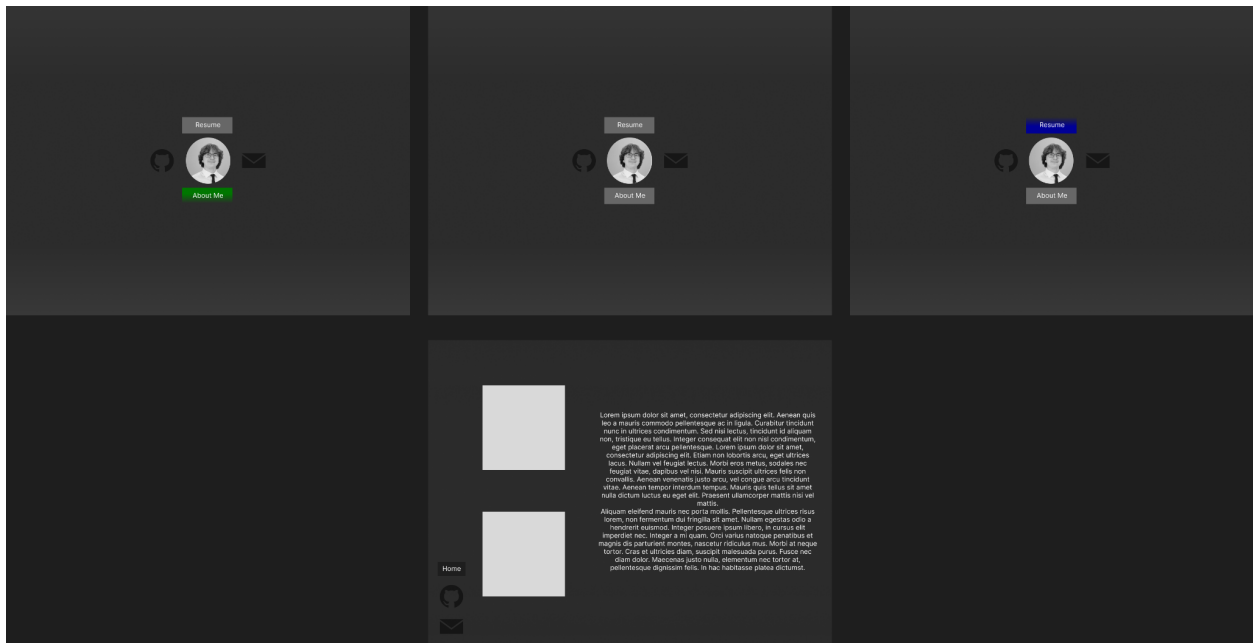 Resume
About Me
Resume
About Me
Resume
About Me
Lorem ipsum dolor sit amet, consectetur adipiscing elit. Aenean quis
leo a mauris commodo pellentesque ac in ligula. Curabitur tincidunt
nunc in ultrices condimentum. Sed nisi lectus, tincidunt id aliquam
non, tristique eu tellus. Integer consequat elit non nisl condimentum,
eget placerat arcu pellentesque. Lorem ipsum dolor sit amet,
consectetur adipiscing elit. Etiam non lobortis arcu, eget ultrices
lacus. Nullam vel feugiat lectus. Morbi eros metus, sodales nec
feugiat vitae, dapibus vel nisi. Mauris suscipit ultrices felis non
convallis. Aenean venenatis justo arcu, vel congue arcu tincidunt
vitae. Aenean tempor interdum tempus. Mauris quis tellus sit amet
nulla dictum luctus eu eget elit. Praesent ullamcorper mattis nisi vel
mattis.
Aliquam eleifend mauris nec porta mollis. Pellentesque ultrices risus
lorem, non fermentum dui fringilla sit amet. Nullam egestas odio a
hendrerit euismod. Integer posuere ipsum libero, in cursus elit
imperdiet nec. Integer a mi quam. Orci varius natoque penatibus et
magnis dis parturient montes, nascetur ridiculus mus. Morbi at neque
tortor. Cras et ultricies diam, suscipit malesuada purus. Fusce nec
diam dolor. Maecenas justo nulla, elementum nec tortor at,
pellentesque dignissim felis. In hac habitasse platea dictumst.
Home